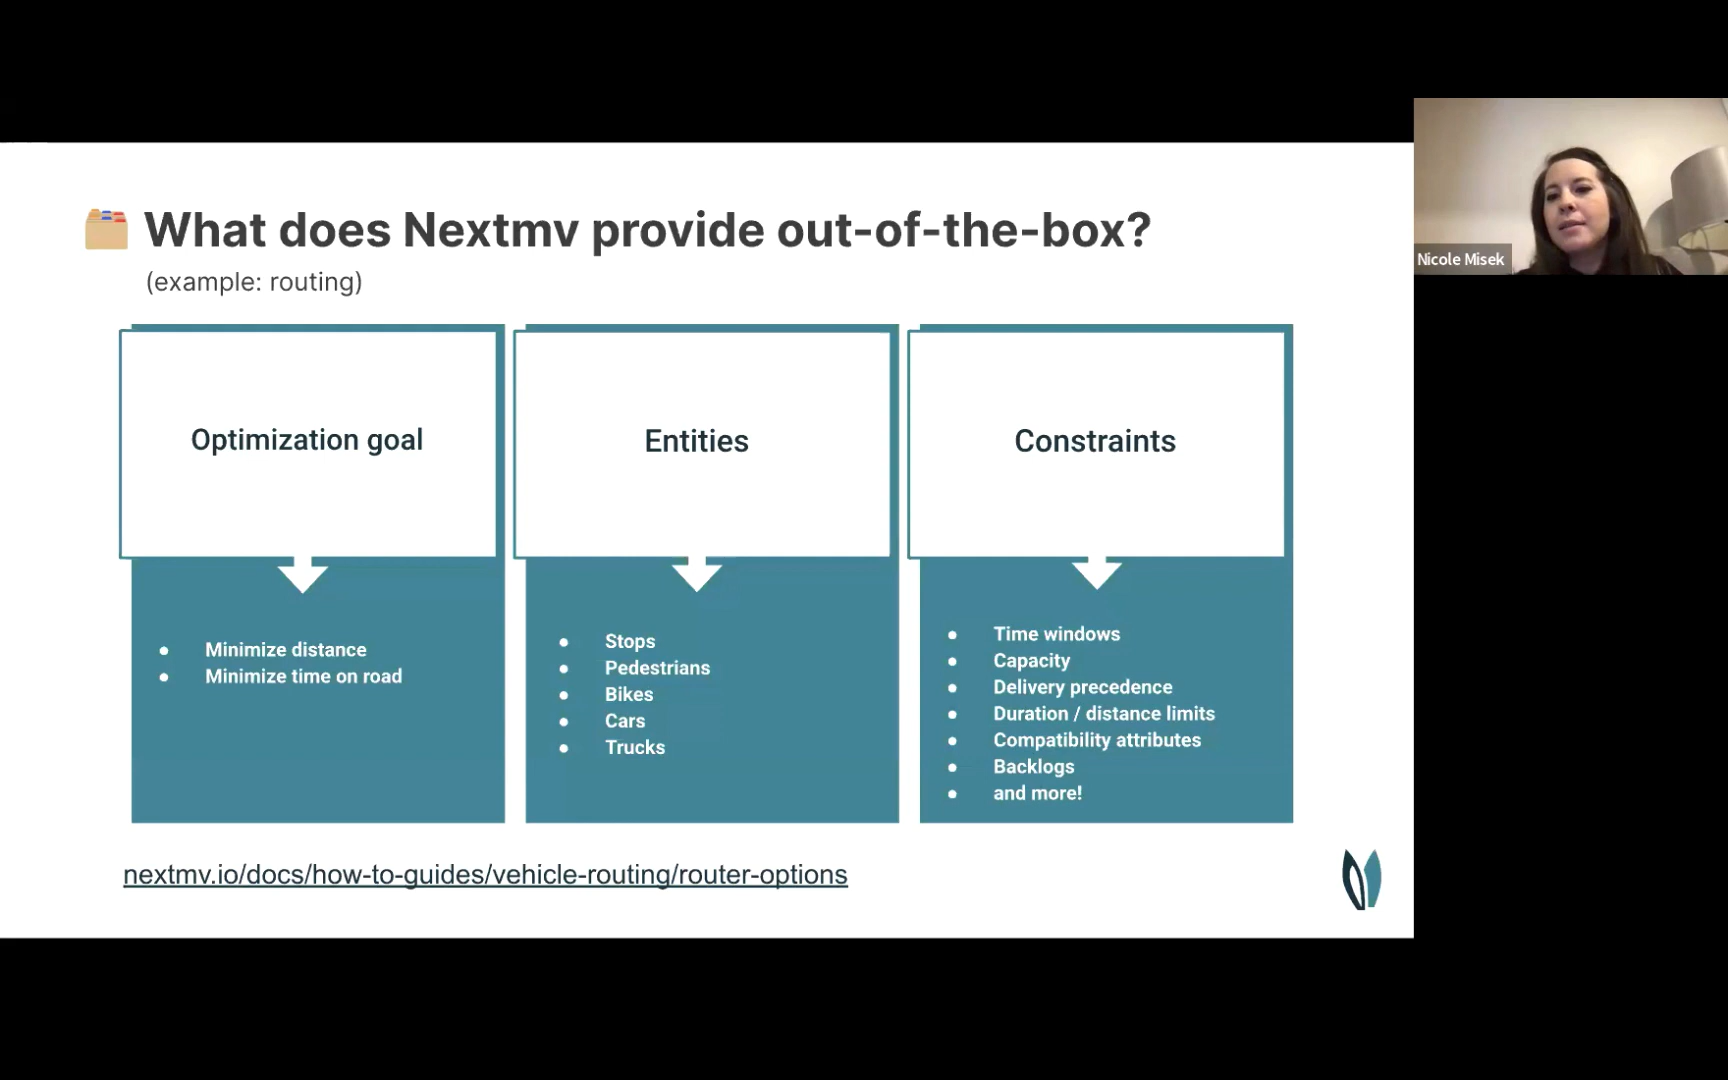 What does Nextmv provide out-of-the-box?
(example: routing)
Optimization goal
Minimize distance
Minimize time on road
Entities
Stops
Pedestrians
Bikes
Cars
Trucks
Constraints
Time windows
Capacity
Delivery precedence
Duration / distance limits
Compatibility attributes
Backlogs
and more!
nextmv.io/docs/how-to-guides/vehicle-routing/router-options
Nicole Misek